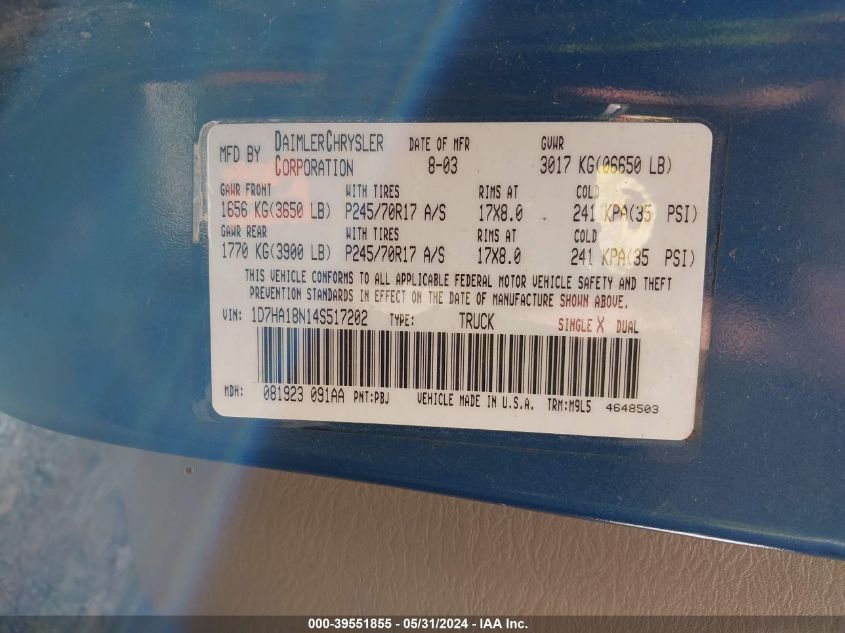 MFD BY DAIMLERCHRYSLER CORPORATION DATE OF MFR 8-03 GVWR 3017 KG(06650 LB)
GAWR FRONT WITH TIRES RIMS AT COLD
1656 KG(3650 LB) P245/70R17 A/S 17X8.0 241 KPA(35 PSI)
GAWR REAR WITH TIRES RIMS AT COLD
1770 KG(3900 LB) P245/70R17 A/S 17X8.0 241 KPA(35 PSI)
THIS VEHICLE CONFORMS TO ALL APPLICABLE FEDERAL MOTOR VEHICLE SAFETY AND THEFT
PREVENTION STANDARDS IN EFFECT ON THE DATE OF MANUFACTURE SHOWN ABOVE.
VIN: 1D7HA18N14S517202 TYPE: TRUCK SINGLE X DUAL
MDH: 081923 091AA PNT:PBJ VEHICLE MADE IN U.S.A. TRM:M9L5 4648503
000-39551855 - 05/31/2024 - IAA Inc.